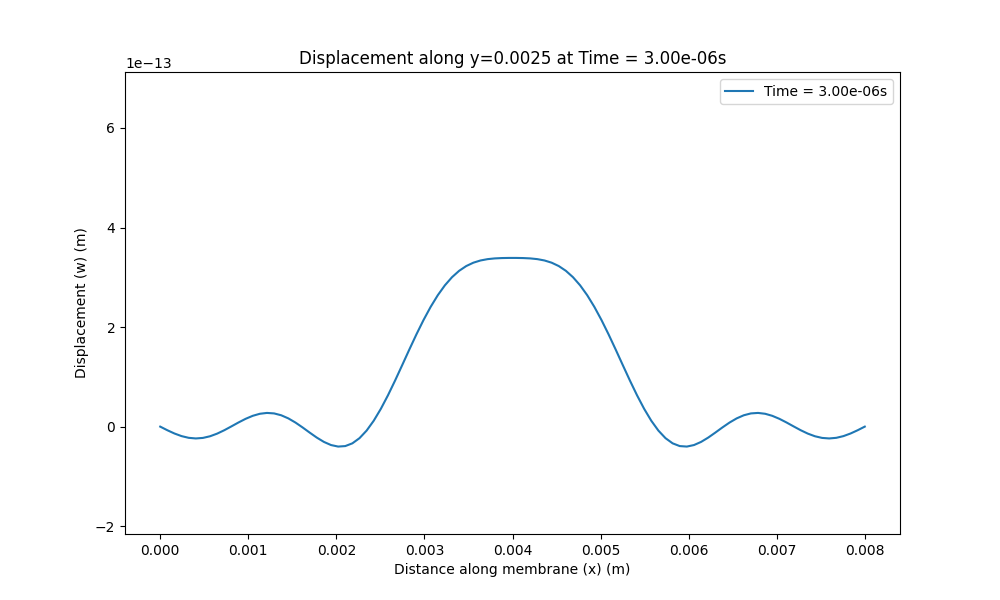 Displacement along y=0.0025 at Time = 3.00e-06s
1e−13
Time = 3.00e-06s
6
4
2
0
−2
Displacement (w) (m)
0.000 0.001 0.002 0.003 0.004 0.005 0.006 0.007 0.008
Distance along membrane (x) (m)